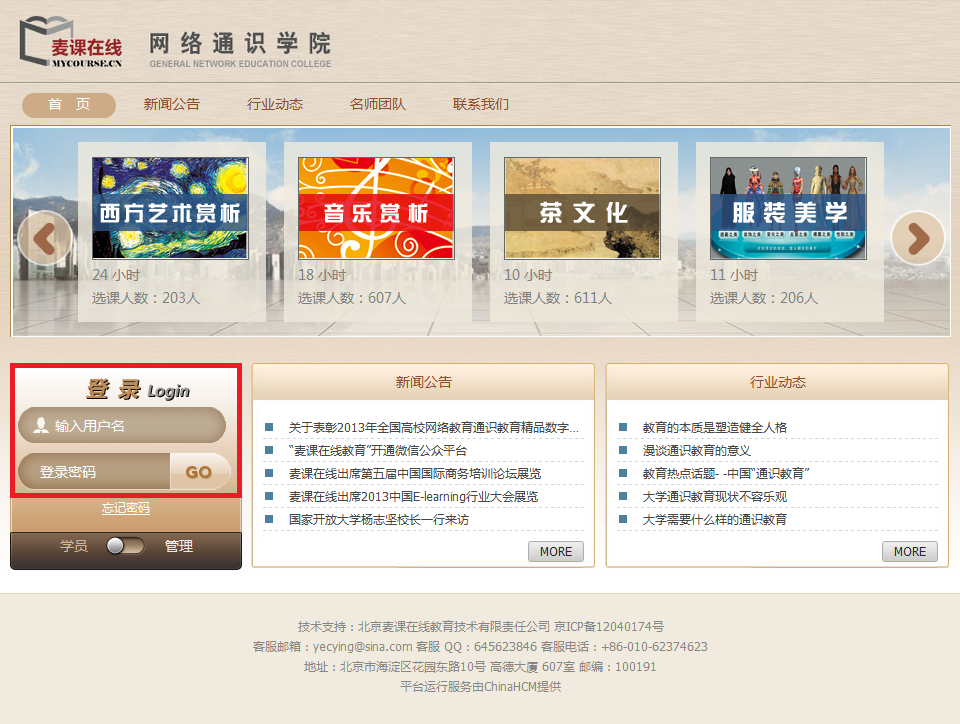 麦课在线
MYCOURSE.CN
网络通识学院
GENERAL NETWORK EDUCATION COLLEGE
首 页 新闻公告 行业动态 名师团队 联系我们
西方艺术赏析
24 小时
选课人数：203人
音乐赏析
18 小时
选课人数：607人
茶文化
10 小时
选课人数：611人
服装美学
11 小时
选课人数：206人
登 录 Login
输入用户名
登录密码 GO
忘记密码
学员 管理
新闻公告
关于表彰2013年全国高校网络教育通识教育精品数字...
“麦课在线教育”开通微信公众平台
麦课在线出席第五届中国国际商务培训论坛展览
麦课在线出席2013中国E-learning行业大会展览
国家开放大学杨志坚校长一行来访
MORE
行业动态
教育的本质是塑造健全人格
漫谈通识教育的意义
教育热点话题- -中国“通识教育”
大学通识教育现状不容乐观
大学需要什么样的通识教育
MORE
技术支持：北京麦课在线教育技术有限责任公司 京ICP备12040174号
客服邮箱：yecying@sina.com 客服 QQ：645623846 客服电话：+86-010-62374623
地址：北京市海淀区花园东路10号 高德大厦 607室 邮编：100191
平台运行服务由ChinaHCM提供